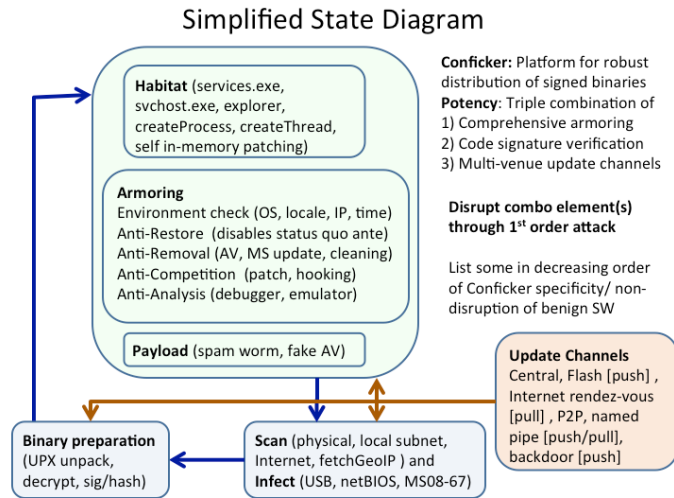 Simplified State Diagram
Habitat (services.exe,
svchost.exe, explorer,
createProcess, createThread,
self in-memory patching)
Armoring
Environment check (OS, locale, IP, time)
Anti-Restore (disables status quo ante)
Anti-Removal (AV, MS update, cleaning)
Anti-Competition (patch, hooking)
Anti-Analysis (debugger, emulator)
Payload (spam worm, fake AV)
Conficker: Platform for robust
distribution of signed binaries
Potency: Triple combination of
1) Comprehensive armoring
2) Code signature verification
3) Multi-venue update channels
Disrupt combo element(s)
through 1st order attack
List some in decreasing order
of Conficker specificity/ non-
disruption of benign SW
Update Channels
Central, Flash [push] ,
Internet rendez-vous
[pull] , P2P, named
pipe [push/pull],
backdoor [push]
Binary preparation
(UPX unpack,
decrypt, sig/hash)
Scan (physical, local subnet,
Internet, fetchGeoIP ) and
Infect (USB, netBIOS, MS08-67)